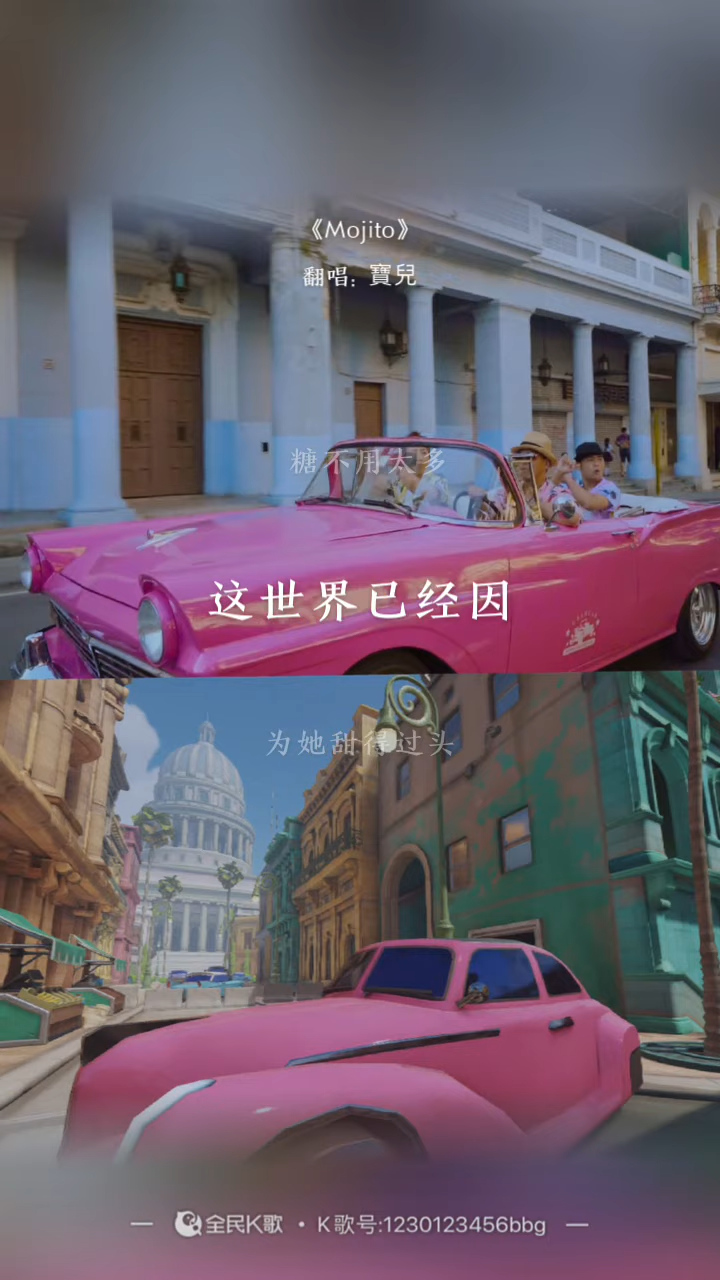 《Mojito》
翻唱：寶兒
糖不用太多
这世界已经因
为她甜得过头
— 全民K歌 · K歌号:1230123456bbg —